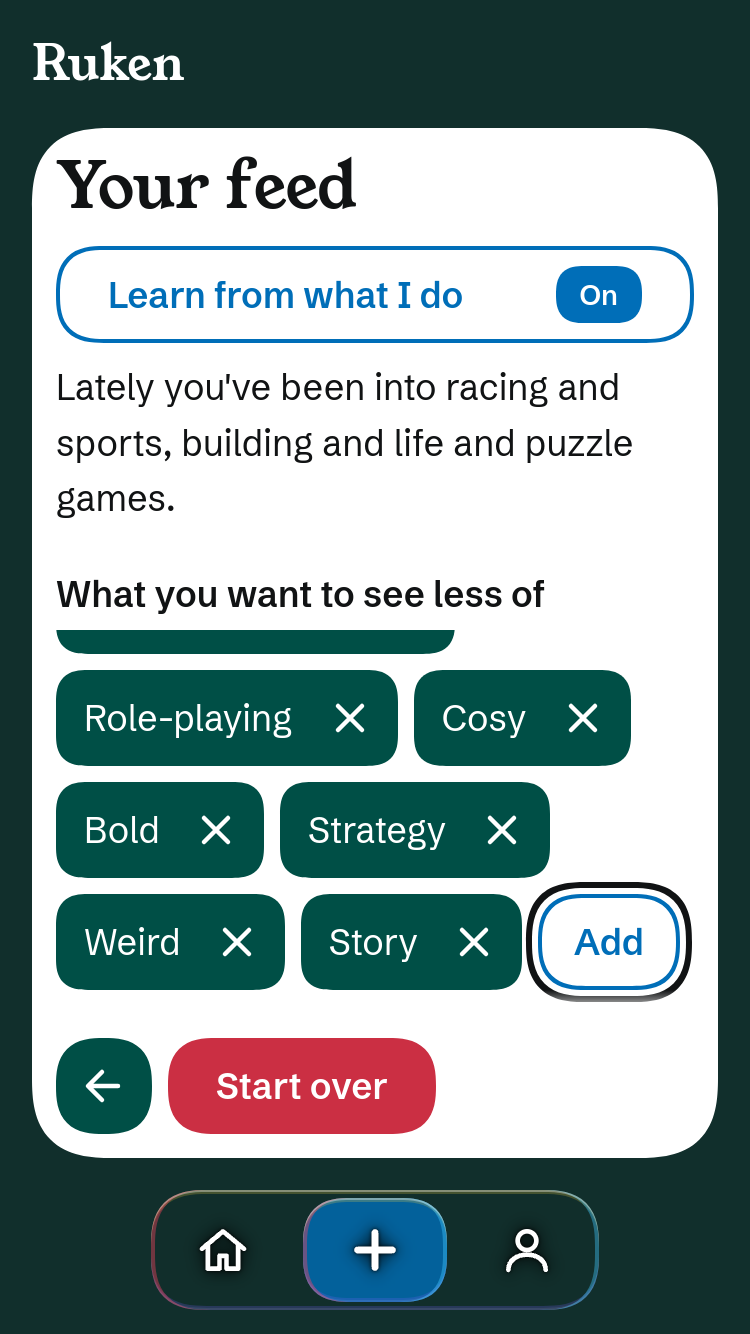 Ruken
Your feed
Learn from what I do
On
Lately you've been into racing and
sports, building and life and puzzle
games.
What you want to see less of
Role-playing
Cosy
Bold
Strategy
Weird
Story
Add
Start over